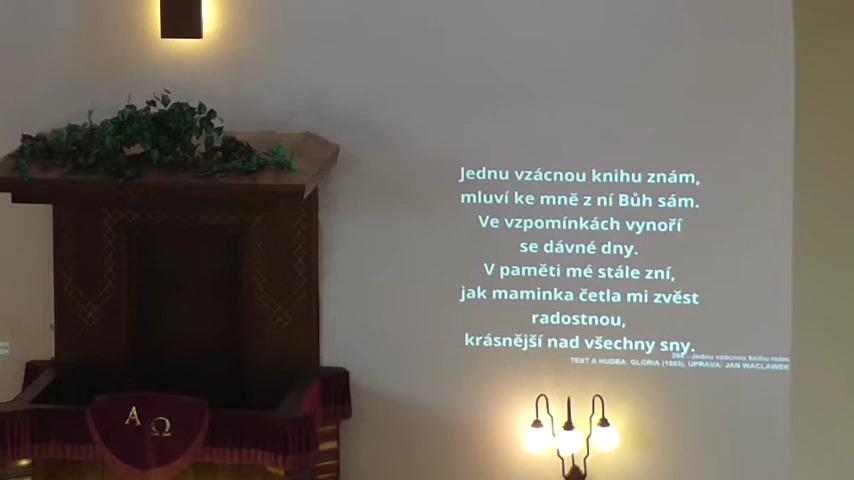 Jednu vzácnou knihu znám,
mluví ke mně z ní Bůh sám.
Ve vzpomínkách vynoří
se dávné dny.
V paměti mé stále zní,
jak maminka četla mi zvěst
radostnou,
krásnější nad všechny sny.
Jednu vzácnou knihu mám
TEXT A HUDBA: GLORIA (1893), ÚPRAVA: JAN WACLAWEK
Α Ω